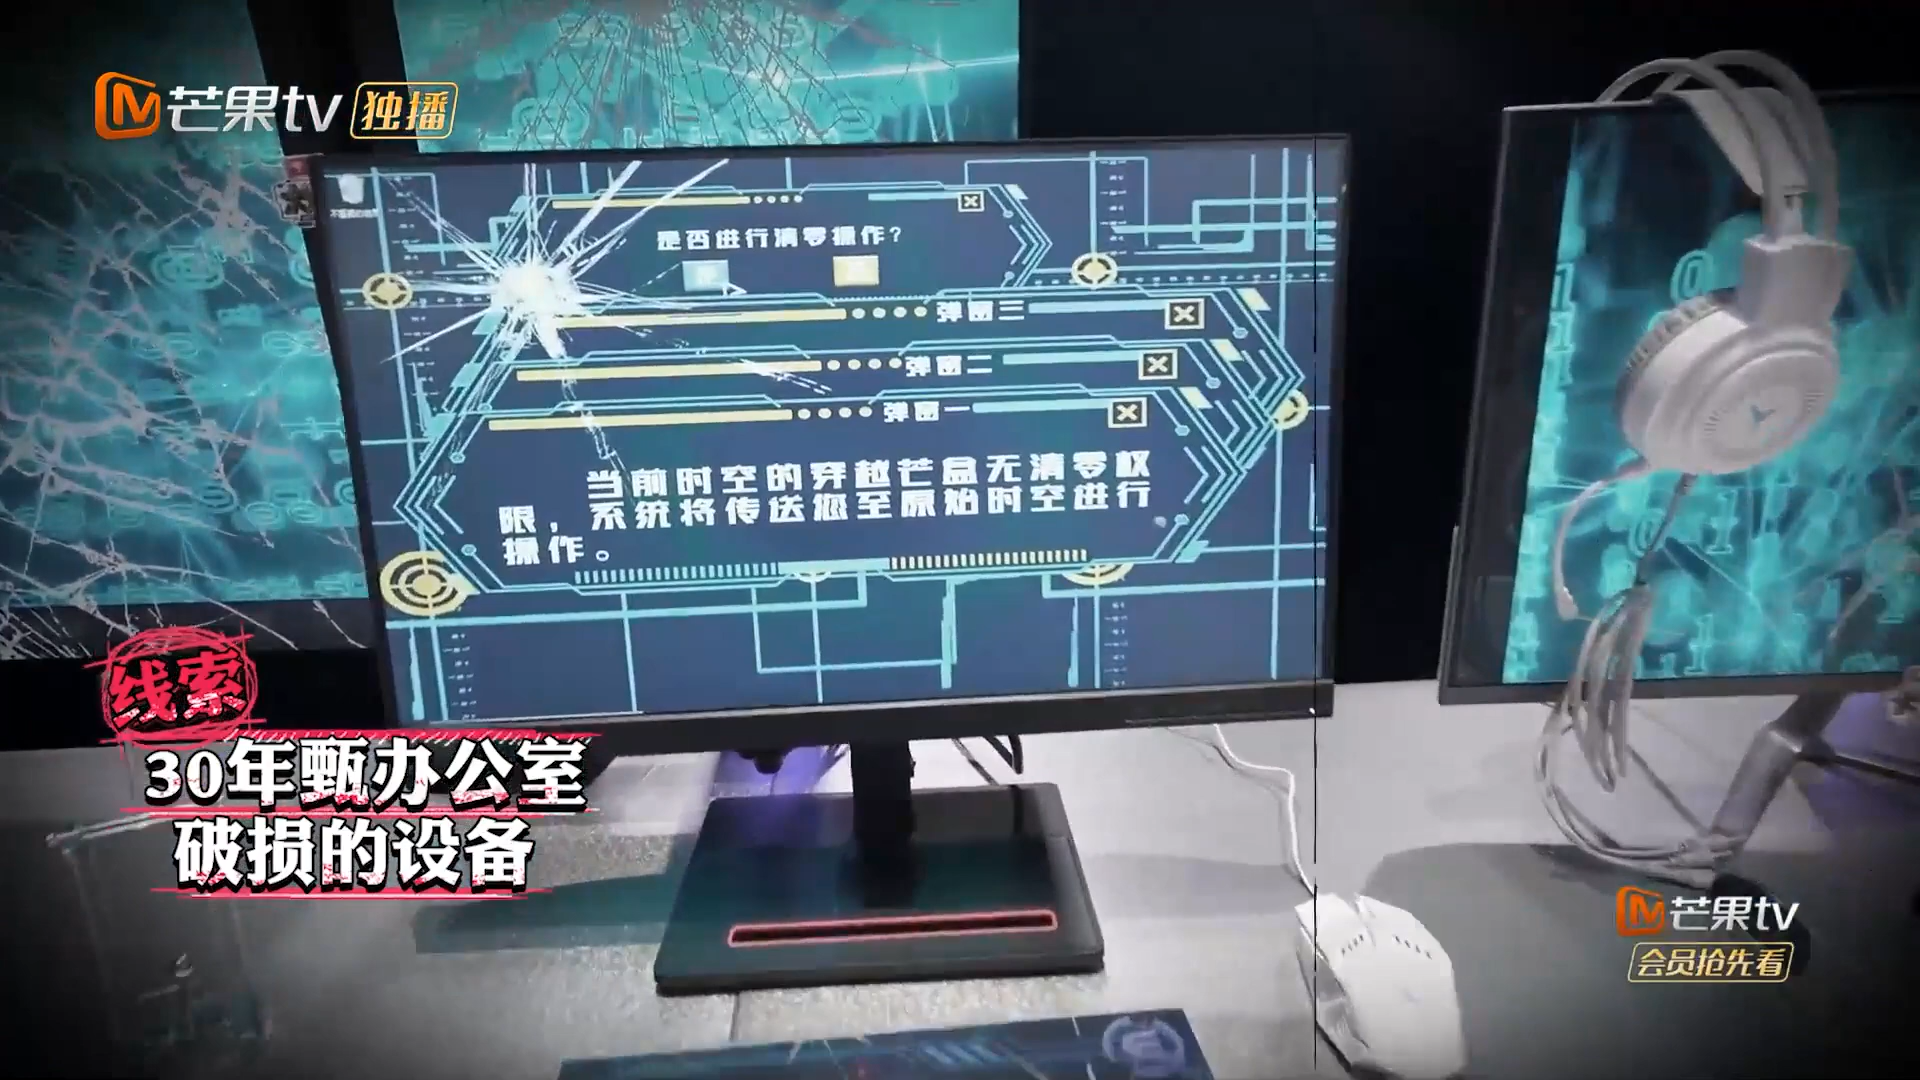 芒果tv 独播
是否进行清零操作?
弹窗三
弹窗二
弹窗一
当前时空的穿越芒盒无清零权
限，系统将传送您至原始时空进行
操作。
线索
30年甄办公室
破损的设备
芒果tv
会员抢先看